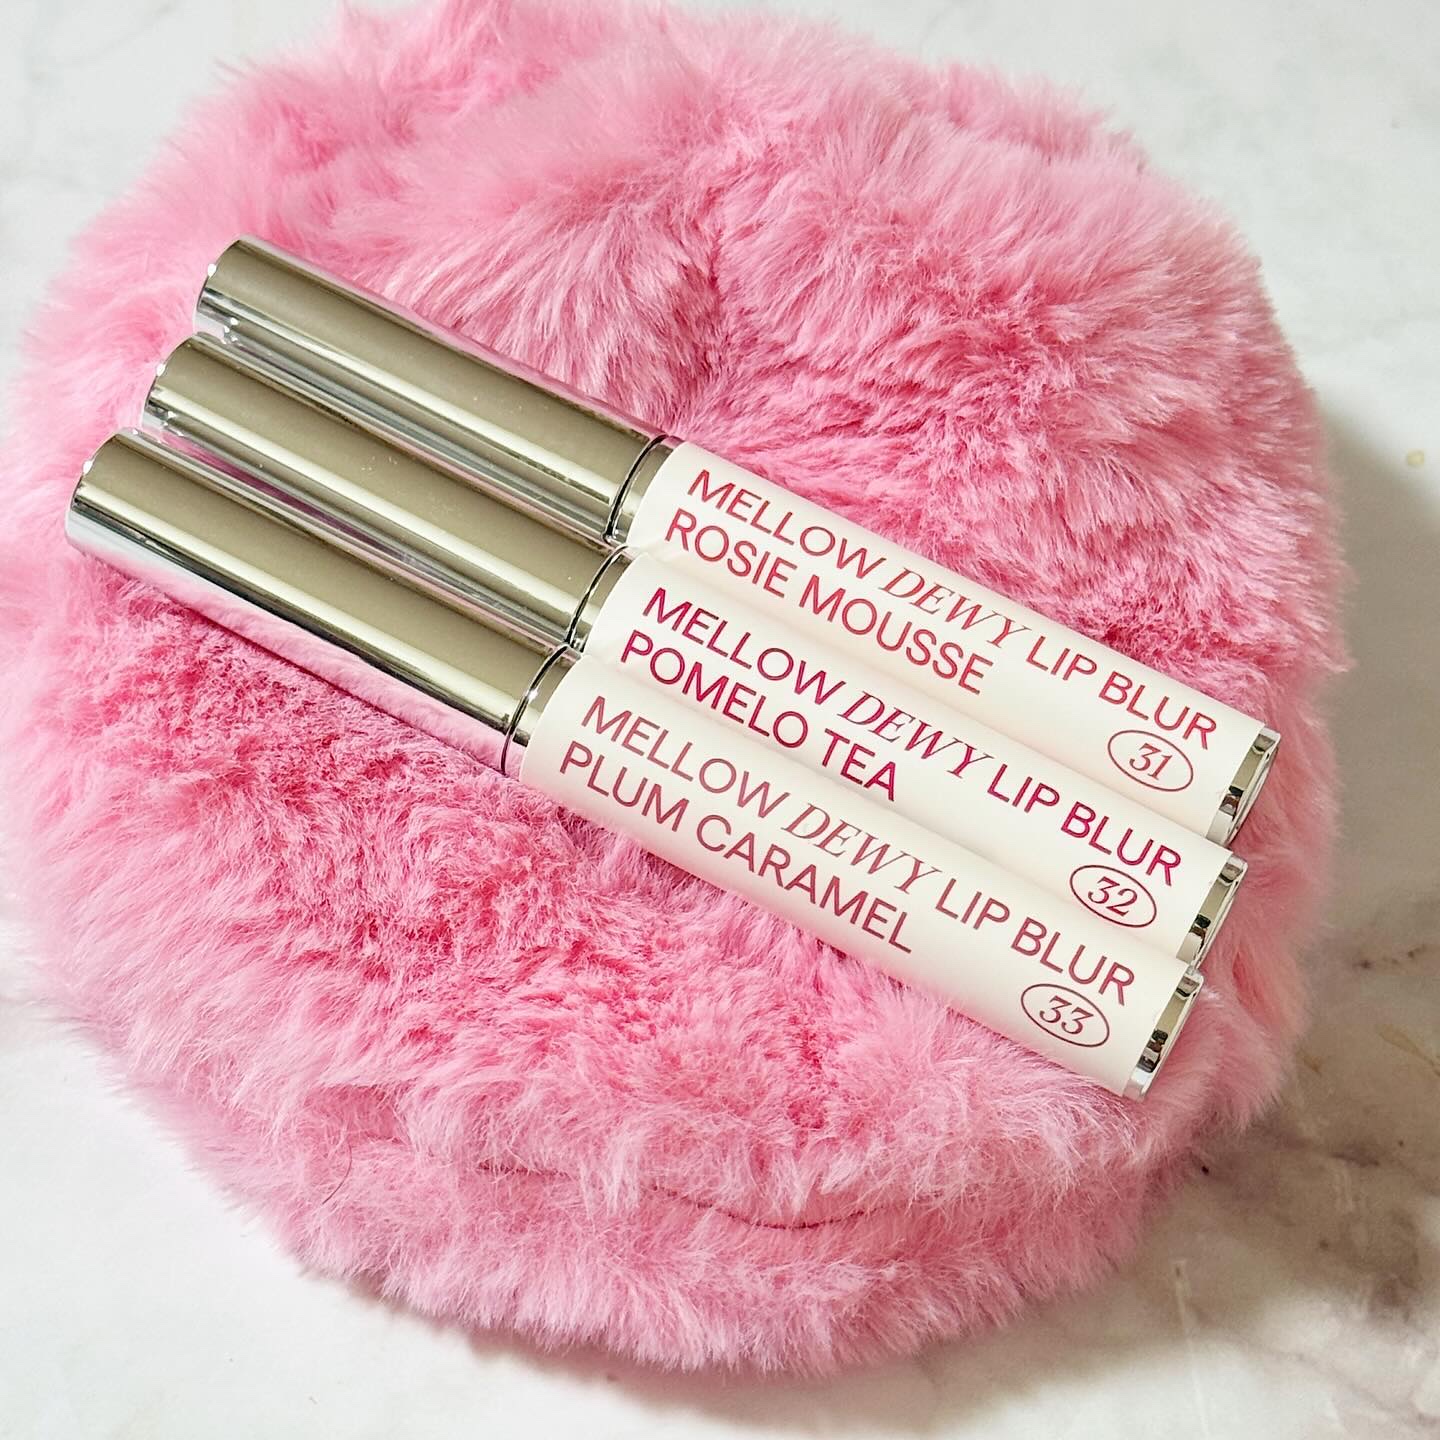 MELLOW DEWY LIP BLUR
ROSIE MOUSSE
31
MELLOW DEWY LIP BLUR
POMELO TEA
32
MELLOW DEWY LIP BLUR
PLUM CARAMEL
33